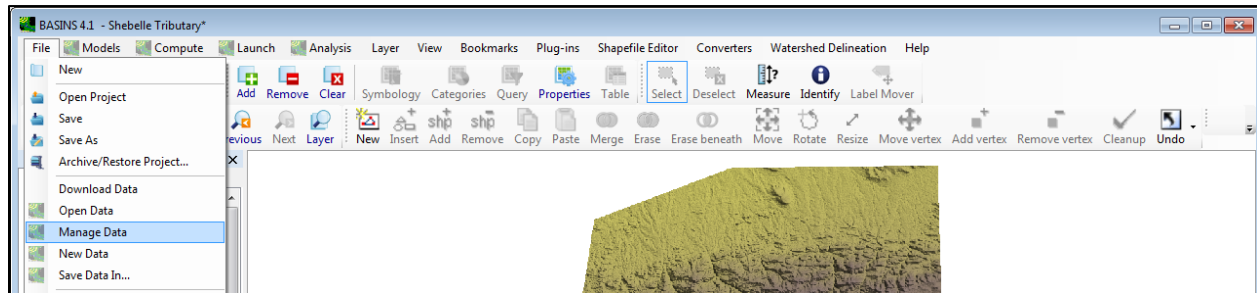 BASINS 4.1 - Shebelle Tributary*
File Models Compute Launch Analysis Layer View Bookmarks Plug-ins Shapefile Editor Converters Watershed Delineation Help
New
Add Remove Clear Symbology Categories Query Properties Table Select Deselect Measure Identify Label Mover
Open Project
Save
Save As
evious Next Layer New Insert Add Remove Copy Paste Merge Erase Erase beneath Move Rotate Resize Move vertex Add vertex Remove vertex Cleanup Undo
Archive/Restore Project...
Download Data
Open Data
Manage Data
New Data
Save Data In...